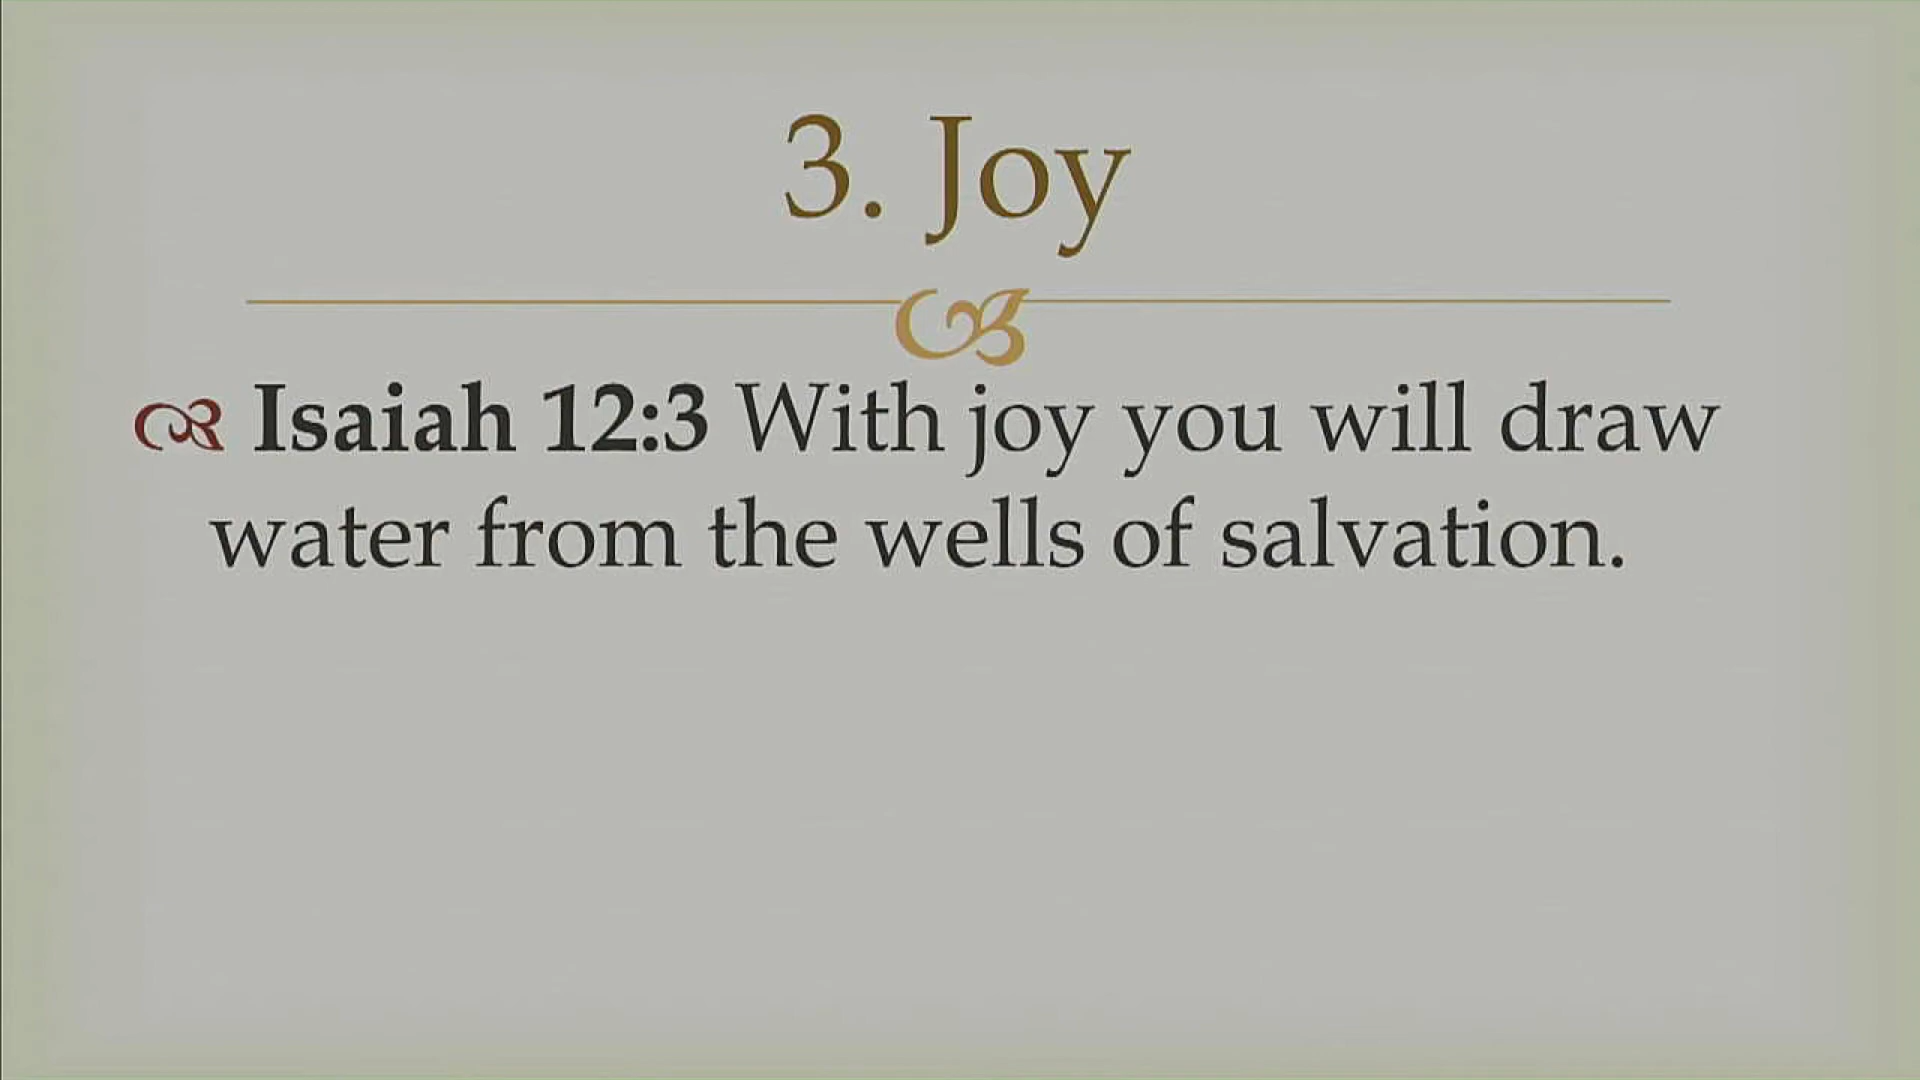 3. Joy
Isaiah 12:3 With joy you will draw
water from the wells of salvation.